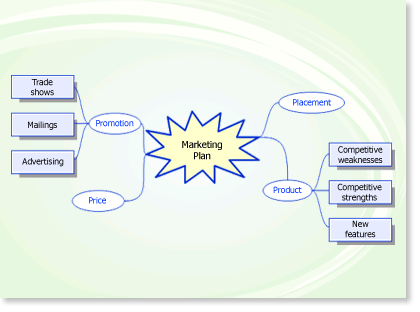 Trade
shows
Mailings
Advertising
Promotion
Price
Marketing
Plan
Placement
Product
Competitive
weaknesses
Competitive
strengths
New
features